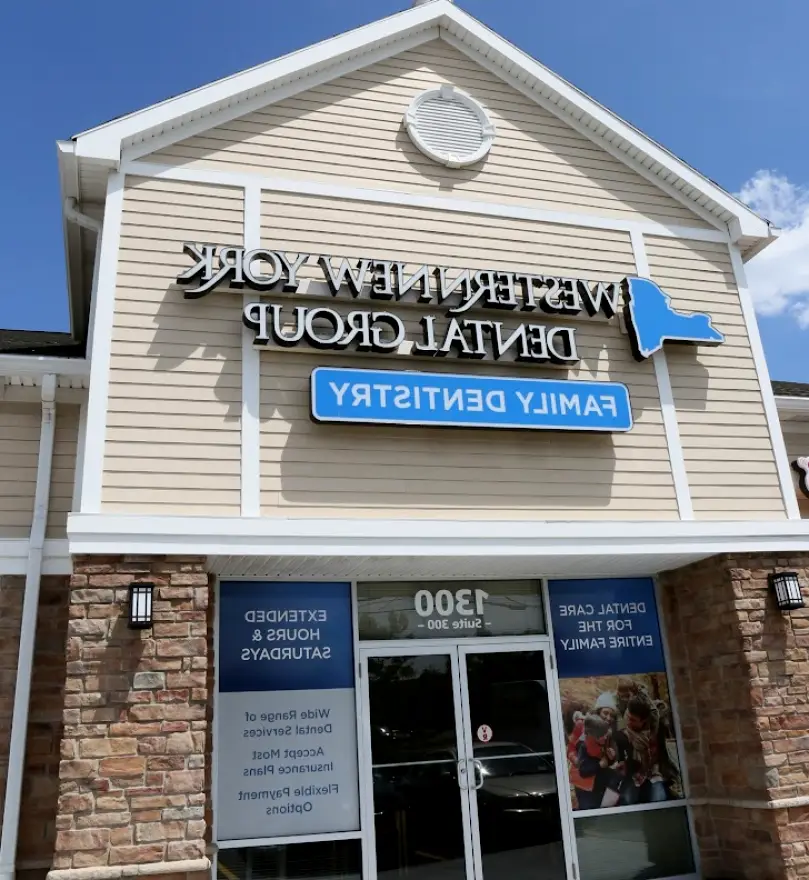 WESTERN NEW YORK
DENTAL GROUP
FAMILY DENTISTRY
1300
- Suite 300 -
DENTAL CARE
FOR THE
ENTIRE FAMILY
EXTENDED
HOURS &
SATURDAYS
Wide Range of
Dental Services
Accept Most
Insurance Plans
Flexible Payment
Options